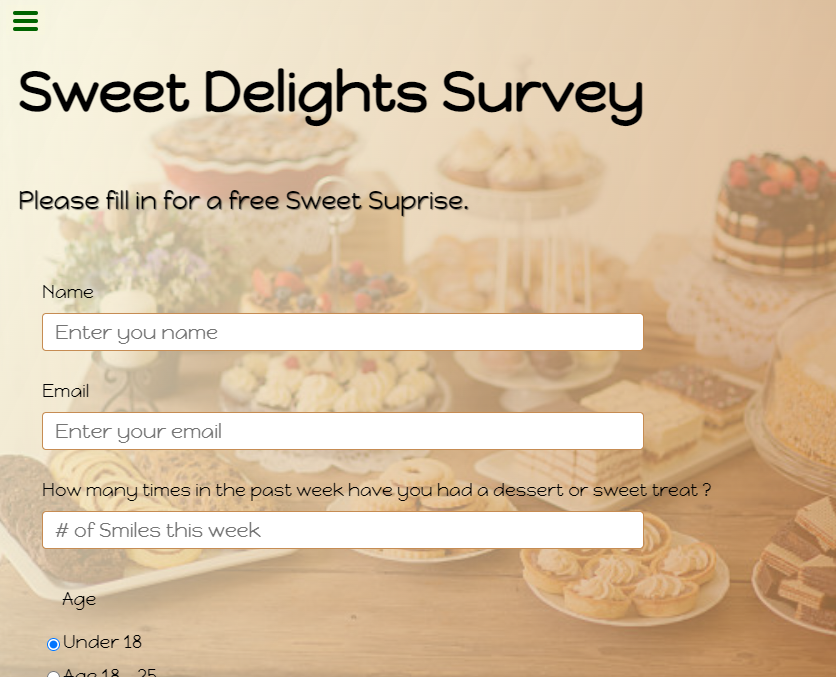 Sweet Delights Survey
Please fill in for a free Sweet Suprise.
Name
Enter you name
Email
Enter your email
How many times in the past week have you had a dessert or sweet treat ?
# of Smiles this week
Age
Under 18
Age 18 - 25